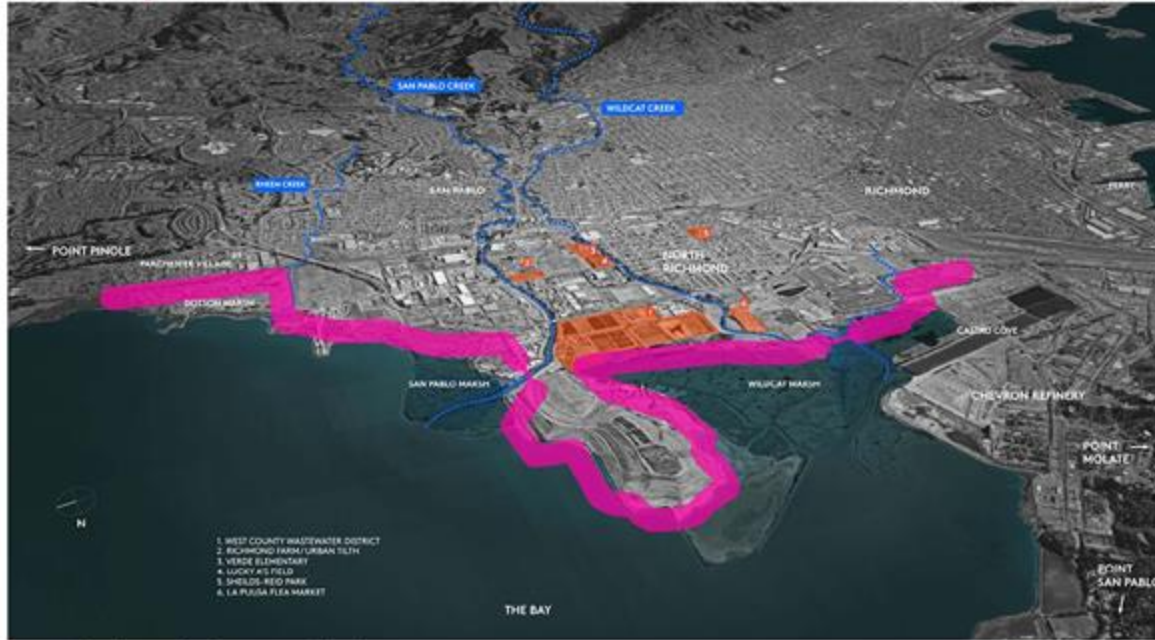 SAN PABLO CREEK
WILDCAT CREEK
RHEEM CREEK
SAN PABLO
RICHMOND
FERRY
← POINT PINOLE
PARCHESTER VILLAGE
NORTH
RICHMOND
DOTSON MARSH
CASTRO COVE
SAN PABLO MARSH
WILDCAT MARSH
CHEVRON REFINERY
POINT
MOLATE
N
1. WEST COUNTY WASTEWATER DISTRICT
2. RICHMOND FARM/URBAN TILTH
3. VERDE ELEMENTARY
4. LUCKY A'S FIELD
5. SHEILDS-REID PARK
6. LA PULGA FLEA MARKET
POINT
SAN PABLO
THE BAY